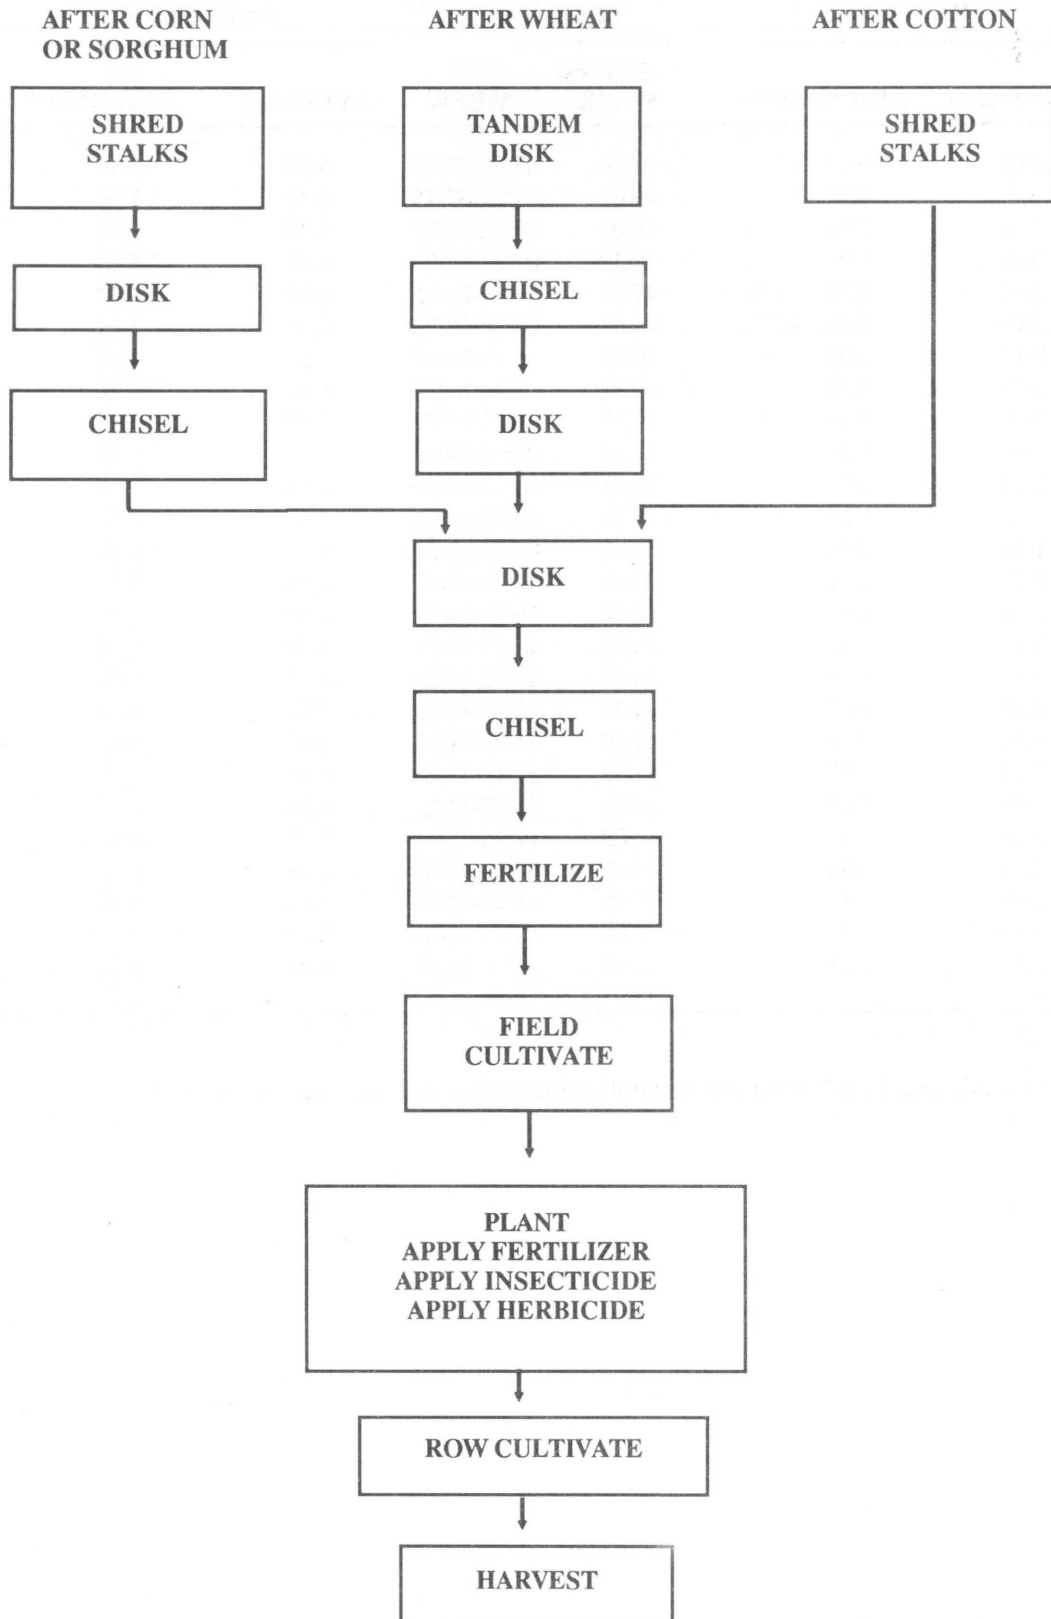 AFTER CORN
OR SORGHUM
AFTER WHEAT
AFTER COTTON
SHRED
STALKS
TANDEM
DISK
SHRED
STALKS
DISK
CHISEL
CHISEL
DISK
DISK
CHISEL
FERTILIZE
FIELD
CULTIVATE
PLANT
APPLY FERTILIZER
APPLY INSECTICIDE
APPLY HERBICIDE
ROW CULTIVATE
HARVEST